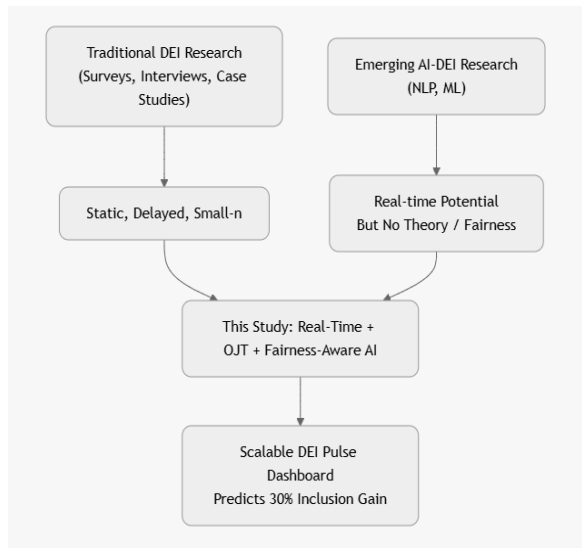 Traditional DEI Research
(Surveys, Interviews, Case
Studies)
Emerging AI-DEI Research
(NLP, ML)
Static, Delayed, Small-n
Real-time Potential
But No Theory / Fairness
This Study: Real-Time +
OJT + Fairness-Aware AI
Scalable DEI Pulse
Dashboard
Predicts 30% Inclusion Gain